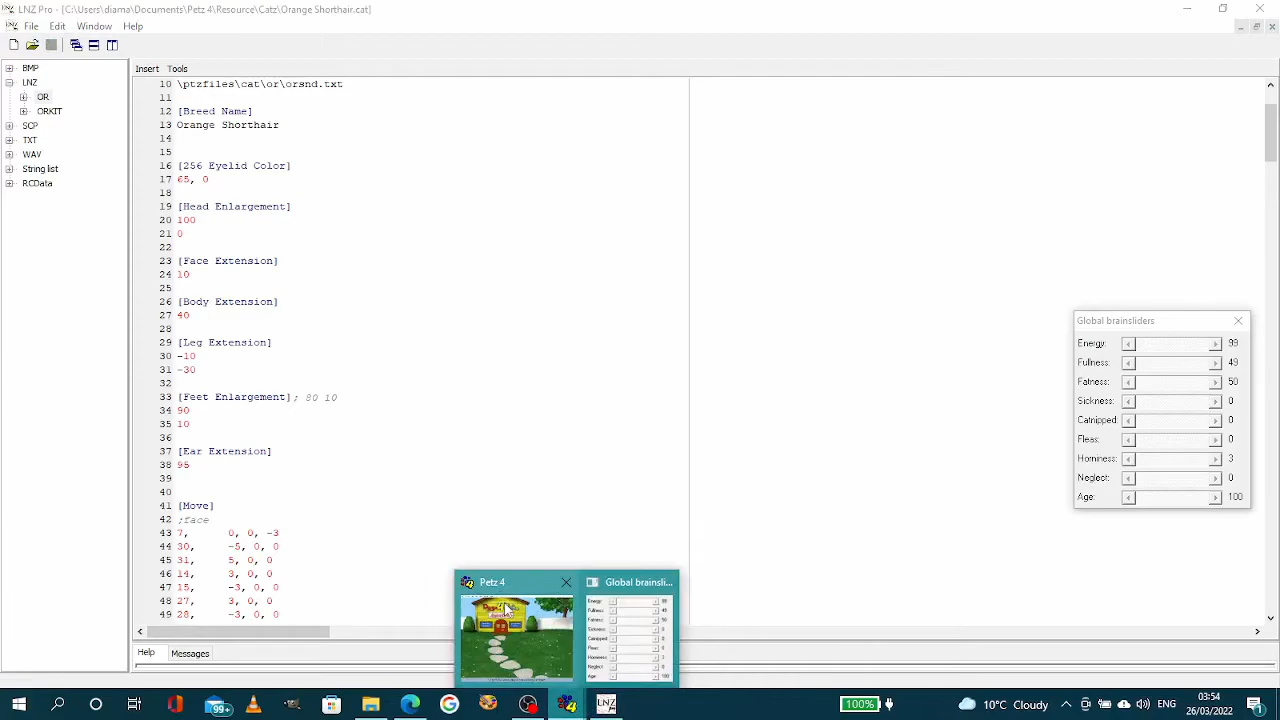 LNZ Pro - [C:\Users\diama\Documents\Petz 4\Resource\Catz\Orange Shorthair.cat]
LNZ File Edit Window Help
Insert Tools
BMP
LNZ
OR
ORKIT
SCP
TXT
WAV
String list
RCData
10 \ptzfiles\cat\or\orsnd.txt
11
12 [Breed Name]
13 Orange Shorthair
14
15
16 [256 Eyelid Color]
17 65, 0
18
19 [Head Enlargement]
20 100
21 0
22
23 [Face Extension]
24 10
25
26 [Body Extension]
27 40
28
29 [Leg Extension]
30 -10
31 -30
32
33 [Feet Enlargement]; 80 10
34 90
35 10
36
37 [Ear Extension]
38 95
39
40
41 [Move]
42 ;face
43 7, 0, 0, -3
44 30, -5, 0, 0
45 31, 5, 0, 0
46 14, 3, 0, 0
47 15, -3, 0, 0
48 27, 3, 0, 0
Global brainsliders
Energy: 99
Fullness: 49
Fatness: 50
Sickness: 0
Catnipped: 0
Fleas: 0
Horniness: 3
Neglect: 0
Age: 100
Petz 4
Global brainsli...
Help Messages
99+
LNZ
100%
ENG
03:54
26/03/2022